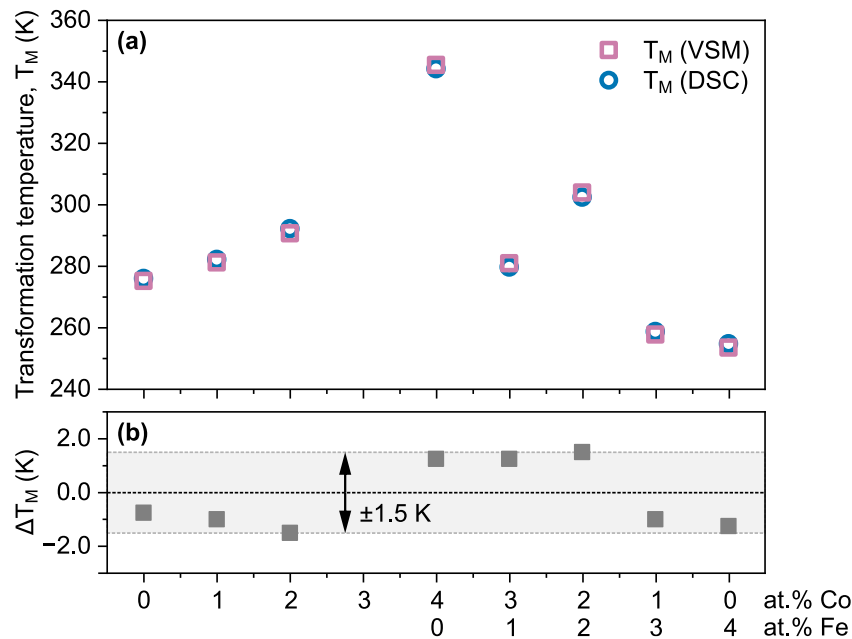 360
(a)
T_M (VSM)
T_M (DSC)
340
320
300
280
260
240
Transformation temperature, T_M (K)
(b)
2.0
0.0
−2.0
ΔT_M (K)
±1.5 K
0 1 2 3 4 3 2 1 0 at.% Co
0 1 2 3 4 at.% Fe